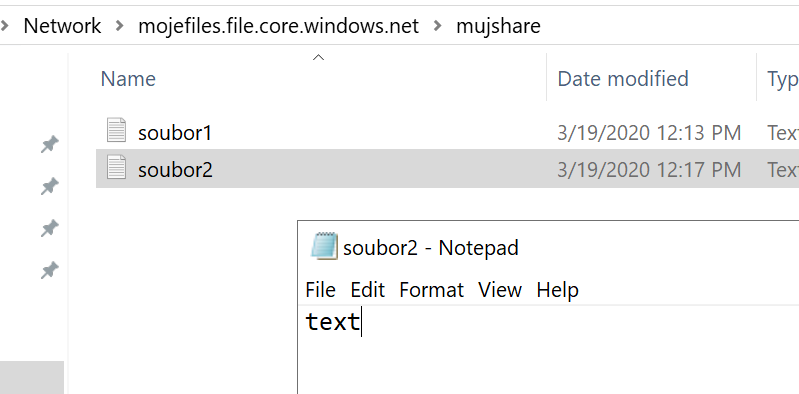 Network > mojefiles.file.core.windows.net > mujshare
Name Date modified Typ
soubor1 3/19/2020 12:13 PM Text
soubor2 3/19/2020 12:17 PM Text
soubor2 - Notepad
File Edit Format View Help
text